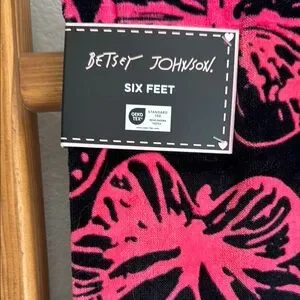 BETSEY JOHNSON.
SIX FEET
OEKO
TEX®
STANDARD
100